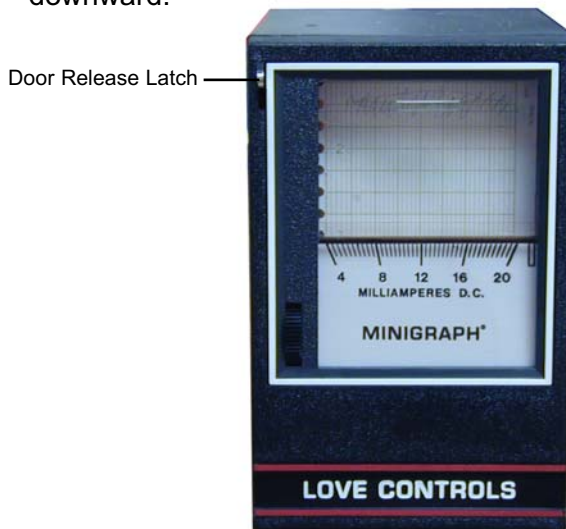 downward.
Door Release Latch
4 8 12 16 20
MILLIAMPERES D.C.
MINIGRAPH®
LOVE CONTROLS